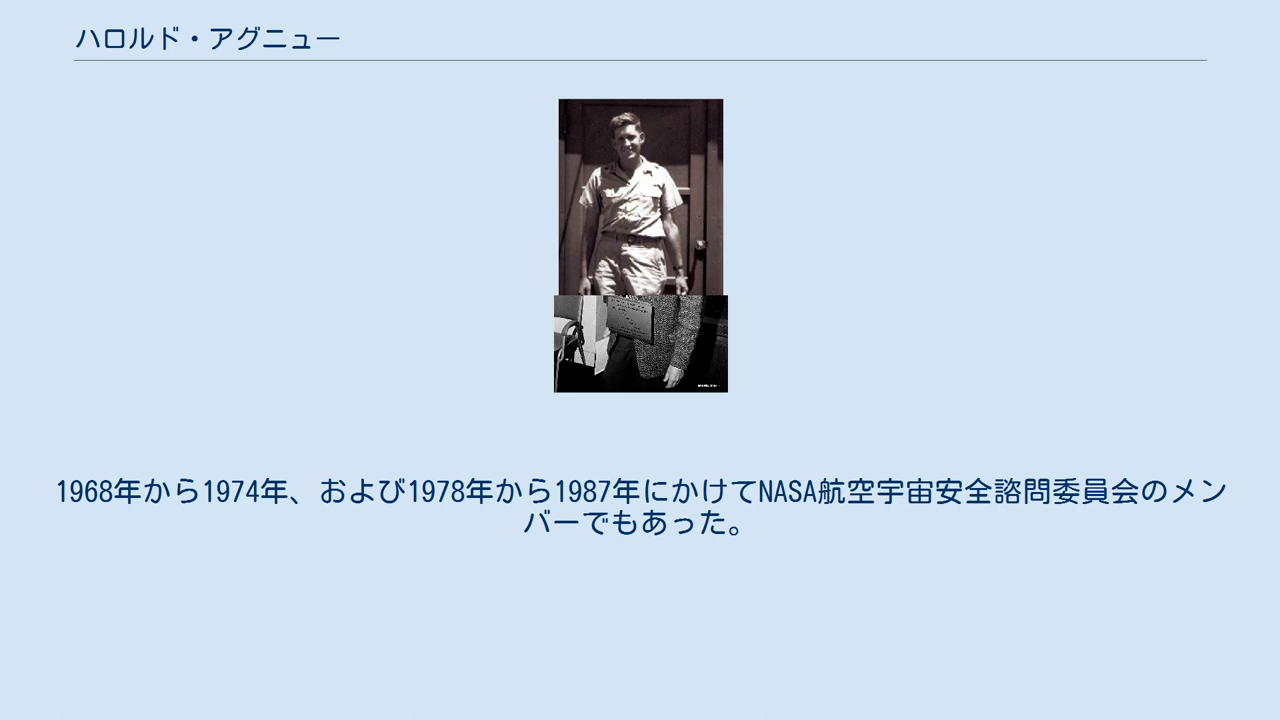 ハロルド・アグニュー
1968年から1974年、および1978年から1987年にかけてNASA航空宇宙安全諮問委員会のメン
バーでもあった。